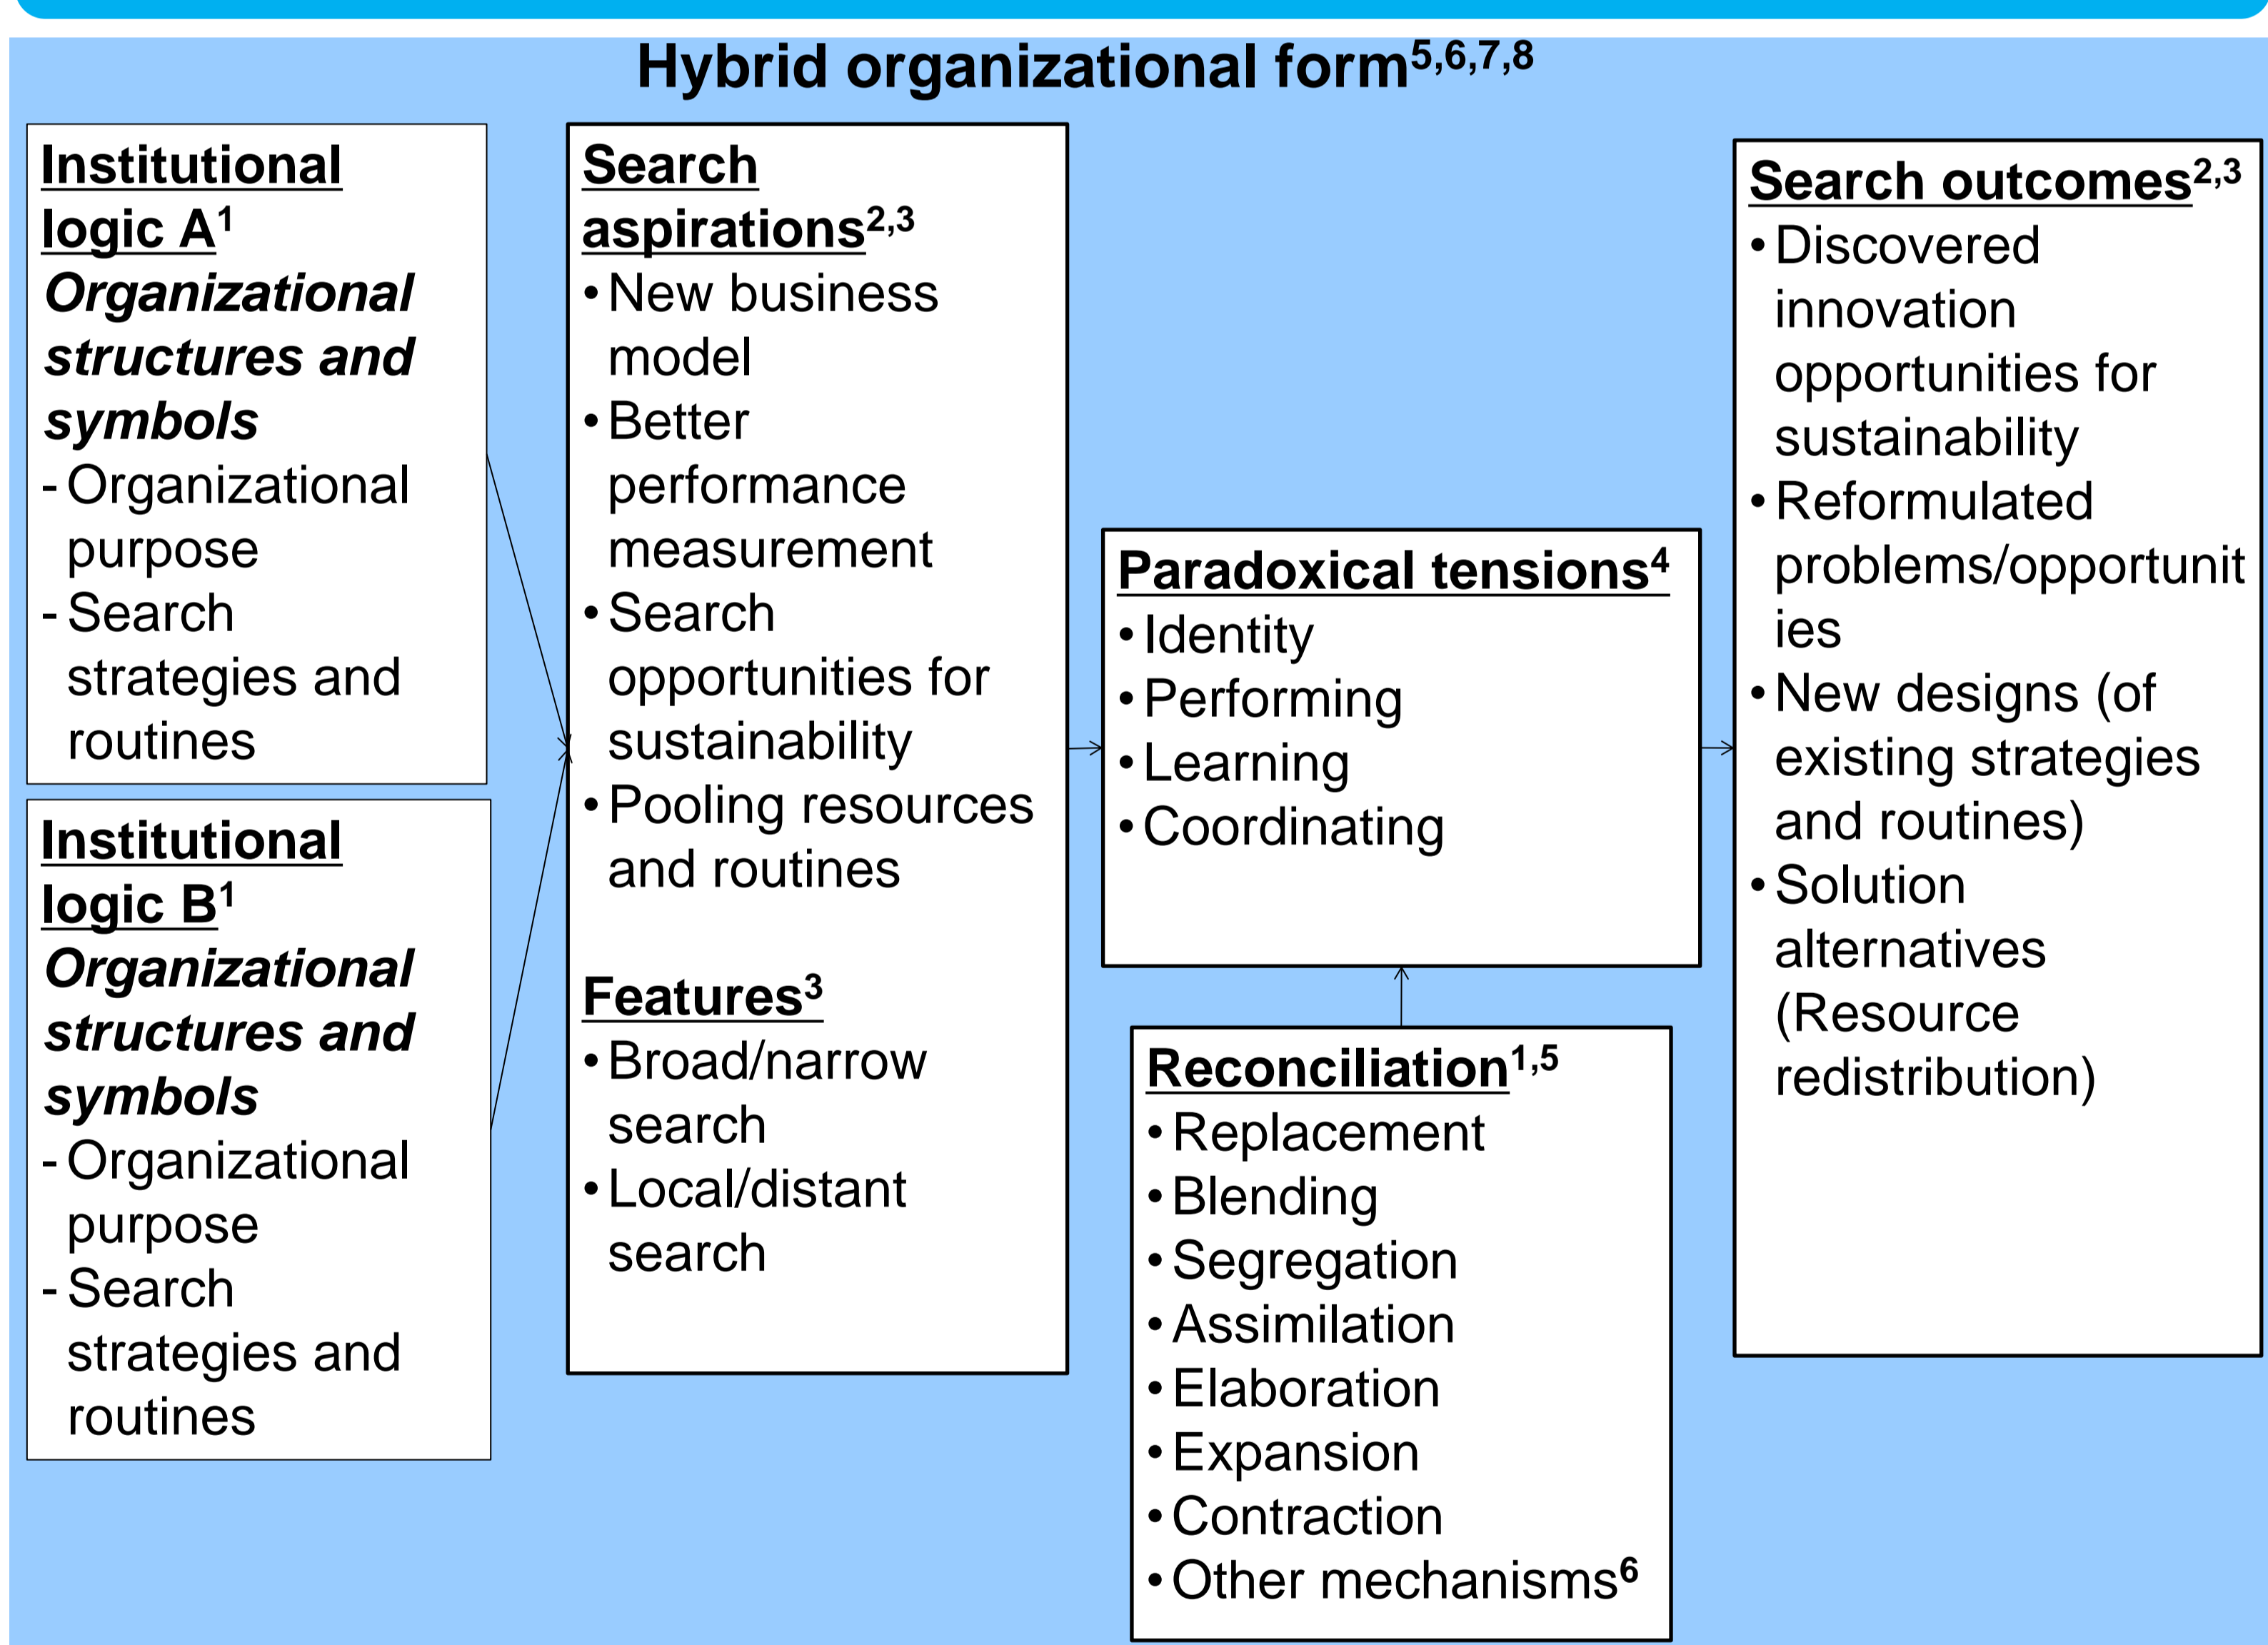 Hybrid organizational form5,6,7,8
Institutional
logic A1
Organizational
structures and
symbols
- Organizational
purpose
- Search
strategies and
routines
Institutional
logic B1
Organizational
structures and
symbols
- Organizational
purpose
- Search
strategies and
routines
Search
aspirations2,3
• New business
model
• Better
performance
measurement
• Search
opportunities for
sustainability
• Pooling resources
and routines
Features3
• Broad/narrow
search
• Local/distant
search
Paradoxical tensions4
• Identity
• Performing
• Learning
• Coordinating
Reconciliation1,5
• Replacement
• Blending
• Segregation
• Assimilation
• Elaboration
• Expansion
• Contraction
• Other mechanisms6
Search outcomes2,3
• Discovered
innovation
opportunities for
sustainability
• Reformulated
problems/opportunit
ies
• New designs (of
existing strategies
and routines)
• Solution
alternatives
(Resource
redistribution)